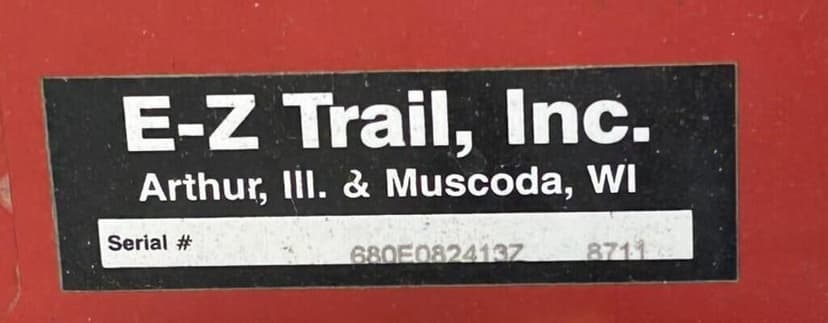 E-Z Trail, Inc.
Arthur, Ill. & Muscoda, WI
Serial # 680E082413Z 8711